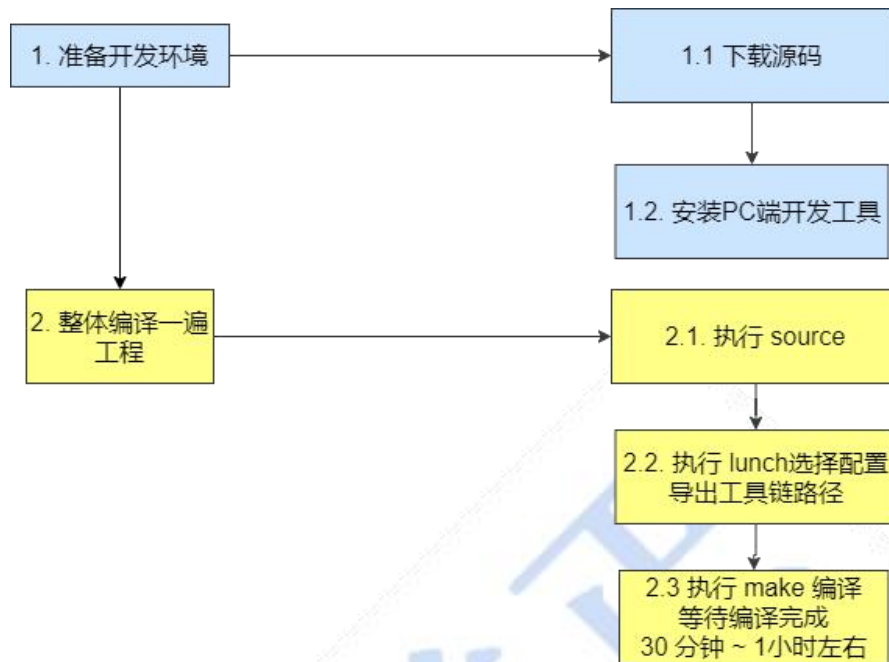 1. 准备开发环境
1.1 下载源码
1.2. 安装PC端开发工具
2. 整体编译一遍
工程
2.1. 执行 source
2.2. 执行 lunch选择配置
导出工具链路径
2.3 执行 make 编译
等待编译完成
30 分钟 ~ 1小时左右